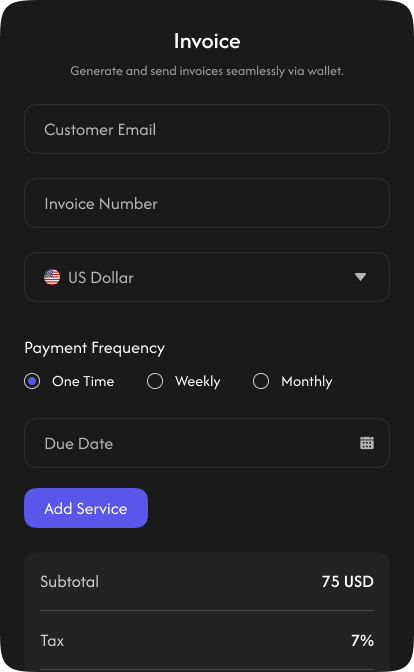 Invoice
Generate and send invoices seamlessly via wallet.
Customer Email
Invoice Number
US Dollar
Payment Frequency
One Time Weekly Monthly
Due Date
Add Service
Subtotal 75 USD
Tax 7%